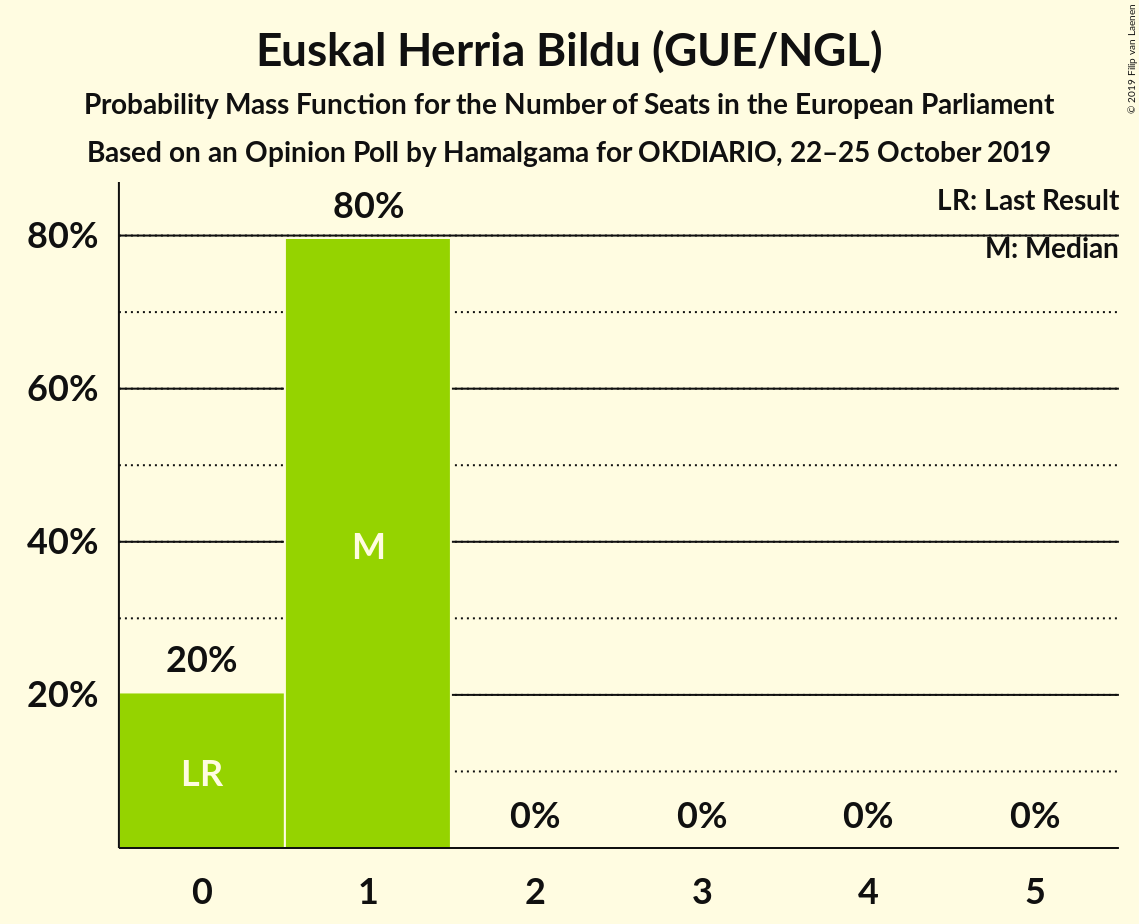 Euskal Herria Bildu (GUE/NGL)
Probability Mass Function for the Number of Seats in the European Parliament
Based on an Opinion Poll by Hamalgama for OKDIARIO, 22–25 October 2019
© 2019 Filip van Laenen
LR: Last Result
M: Median
80%
60%
40%
20%
80%
M
20%
LR
0%
0%
0%
0%
0
1
2
3
4
5